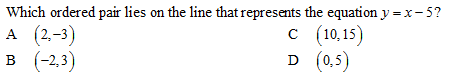 Which ordered pair lies on the line that represents the equation y = x − 5?
A (2,−3) C (10,15)
B (−2,3) D (0,5)